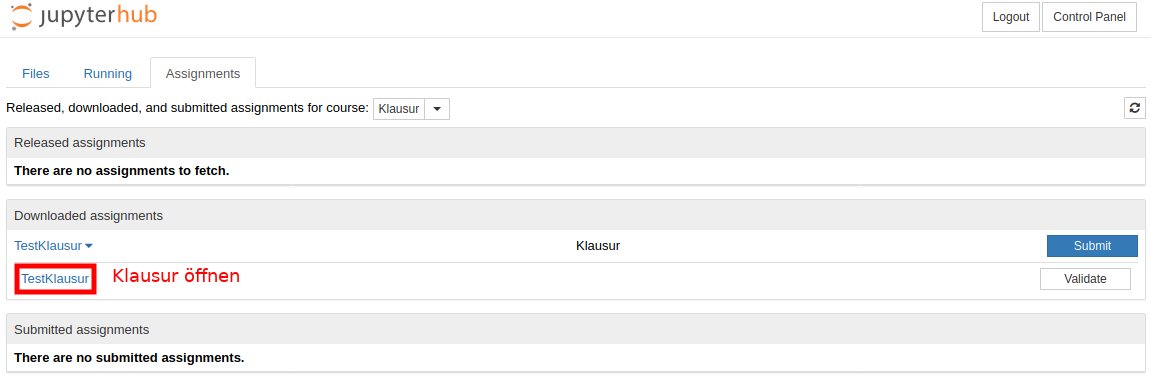 jupyterhub
Logout Control Panel
Files Running Assignments
Released, downloaded, and submitted assignments for course: Klausur
Released assignments
There are no assignments to fetch.
Downloaded assignments
TestKlausur Klausur Submit
TestKlausur Klausur öffnen Validate
Submitted assignments
There are no submitted assignments.